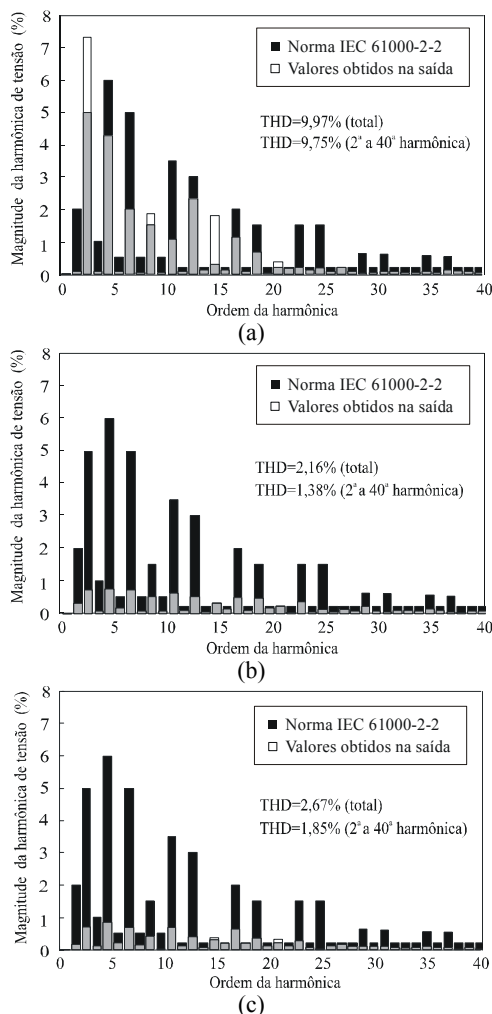 8
7
6
5
4
3
2
1
0
Magnitude da harmônica de tensão (%)
Norma IEC 61000-2-2
Valores obtidos na saída
THD=9,97% (total)
THD=9,75% (2ª a 40ª harmônica)
0 5 10 15 20 25 30 35 40
Ordem da harmônica
(a)
8
7
6
5
4
3
2
1
0
Magnitude da harmônica de tensão (%)
Norma IEC 61000-2-2
Valores obtidos na saída
THD=2,16% (total)
THD=1,38% (2ª a 40ª harmônica)
0 5 10 15 20 25 30 35 40
Ordem da harmônica
(b)
8
7
6
5
4
3
2
1
0
Magnitude da harmônica de tensão (%)
Norma IEC 61000-2-2
Valores obtidos na saída
THD=2,67% (total)
THD=1,85% (2ª a 40ª harmônica)
0 5 10 15 20 25 30 35 40
Ordem da harmônica
(c)